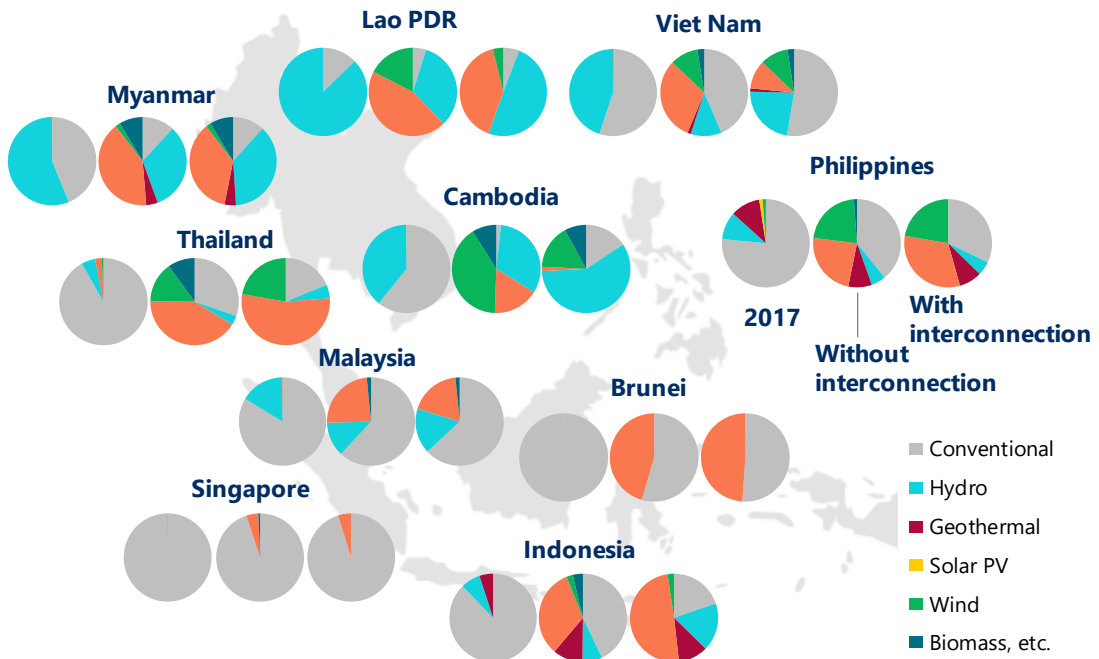 Lao PDR
Viet Nam
Myanmar
Philippines
Cambodia
Thailand
2017
With
interconnection
Without
interconnection
Malaysia
Brunei
Conventional
Hydro
Singapore
Geothermal
Indonesia
Solar PV
Wind
Biomass, etc.